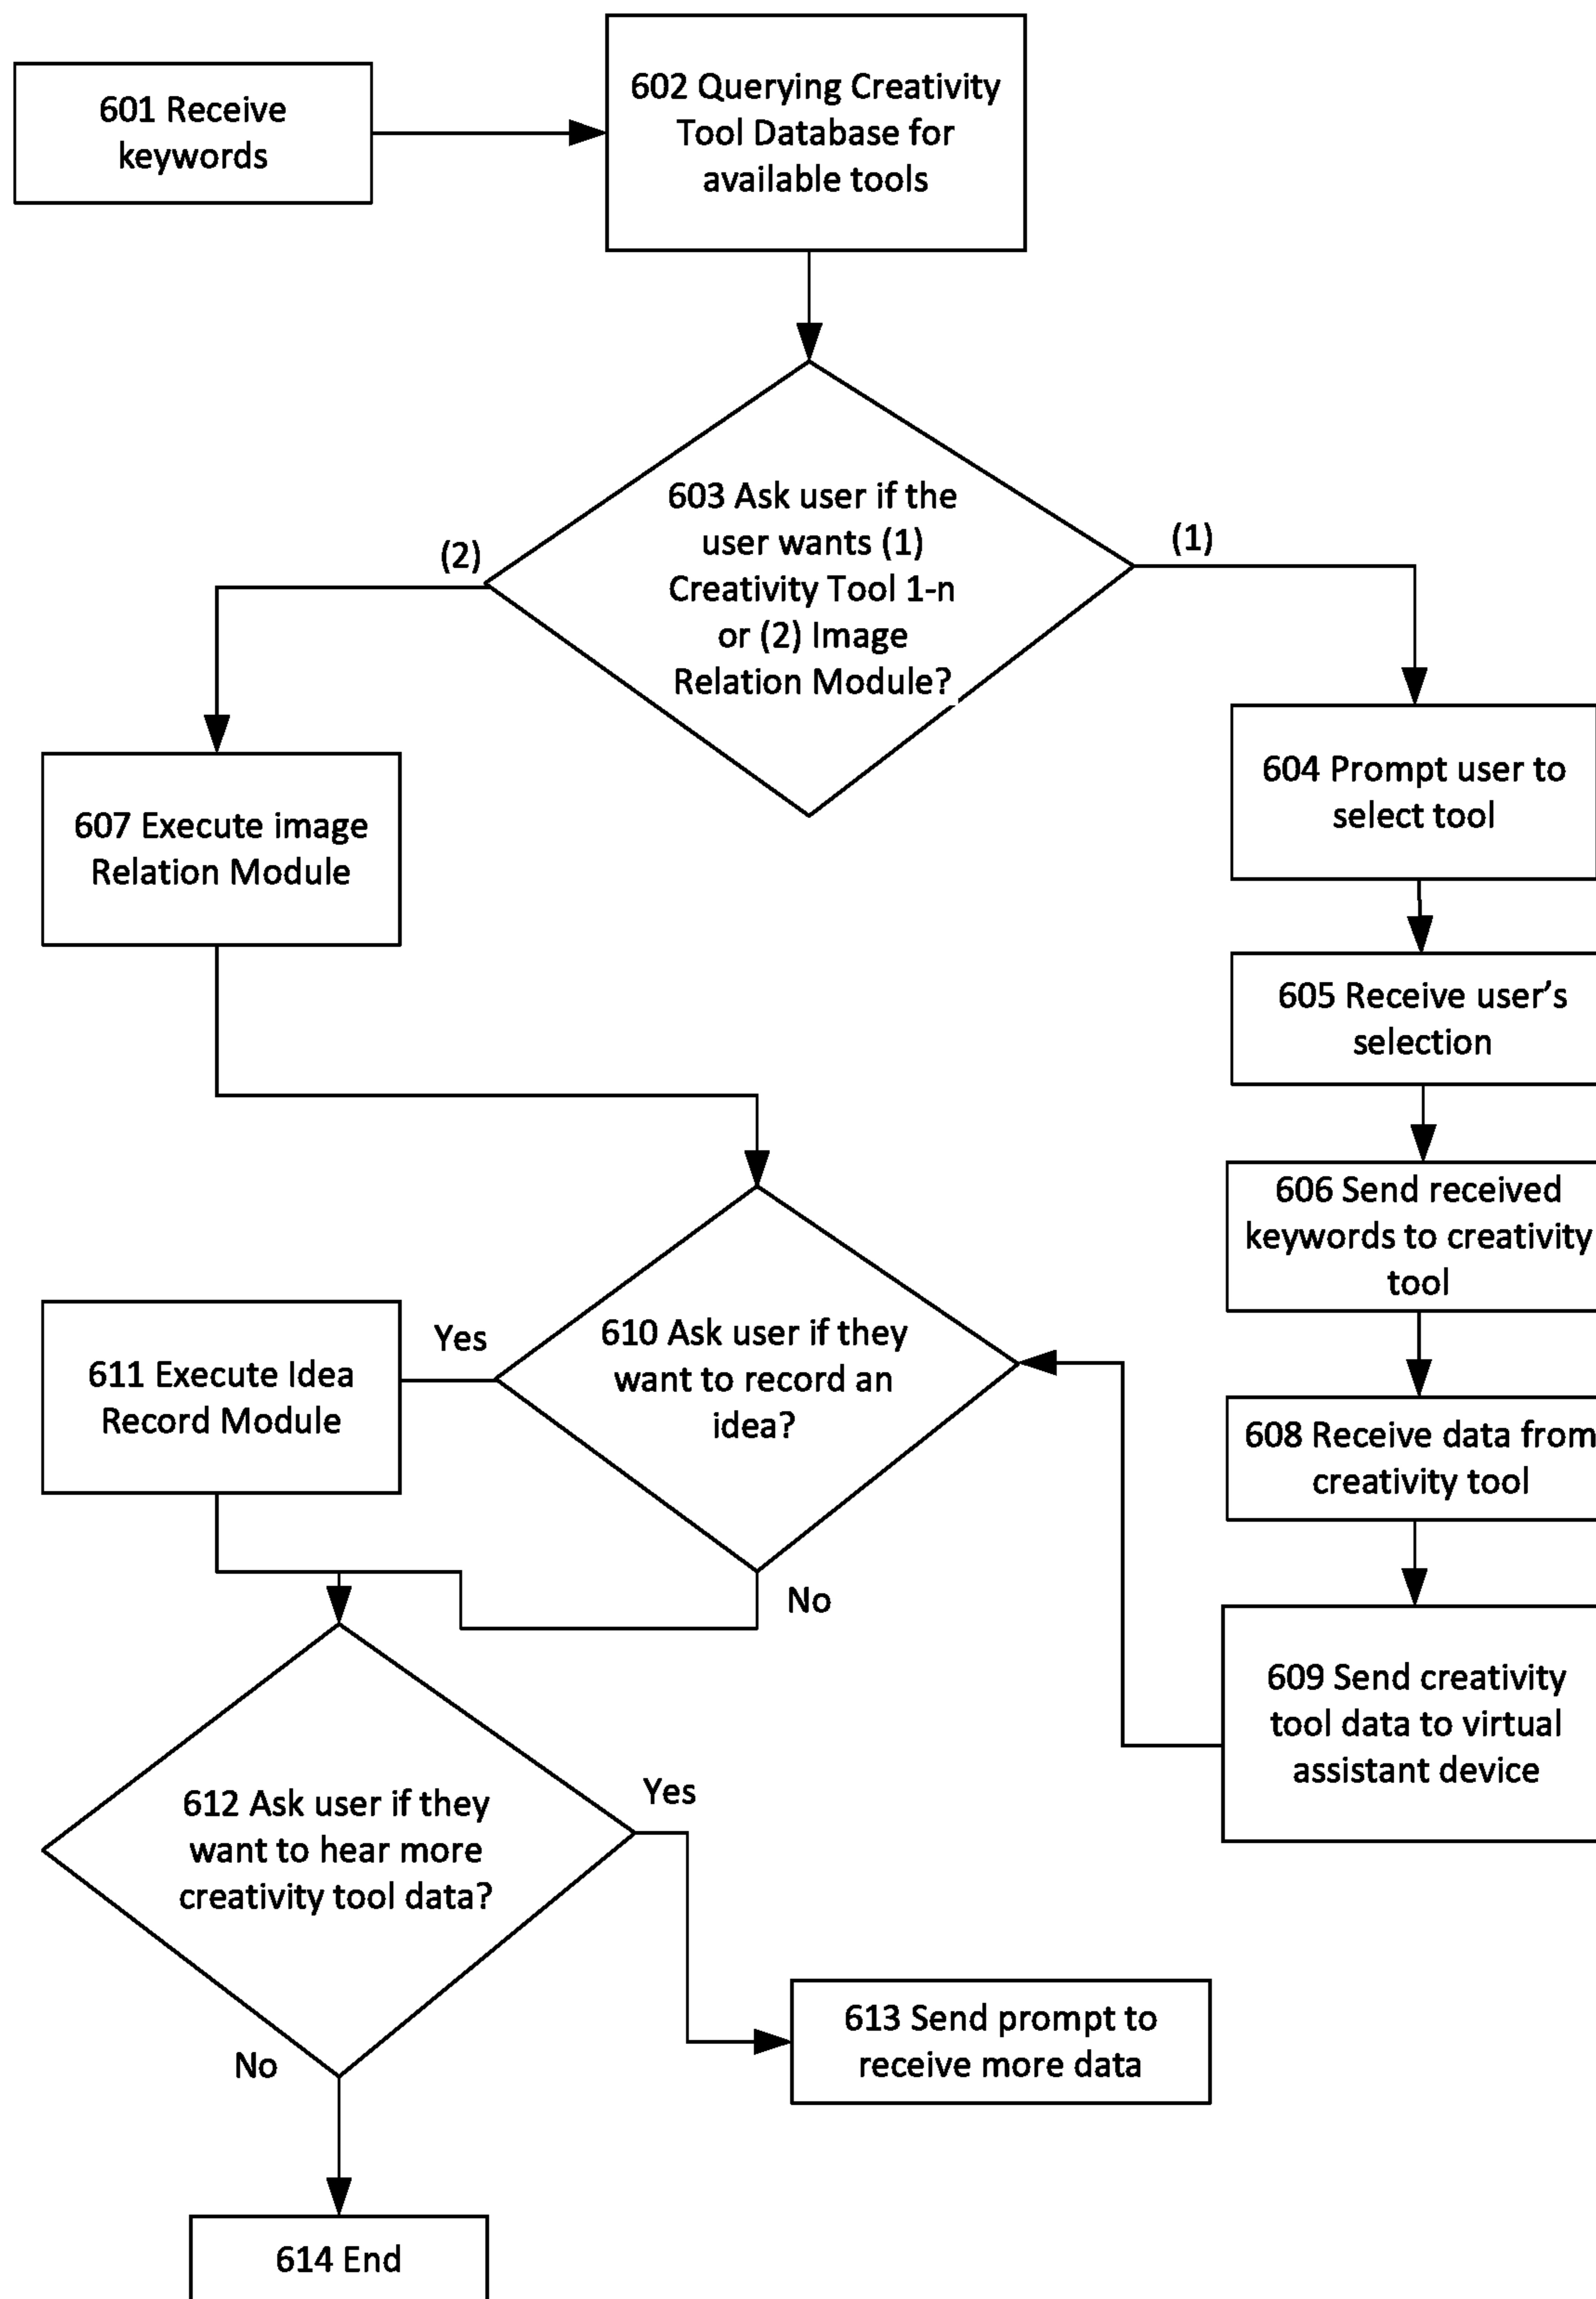 601 Receive
keywords
602 Querying Creativity
Tool Database for
available tools
603 Ask user if the
user wants (1)
Creativity Tool 1-n
or (2) Image
Relation Module?
(2)
(1)
604 Prompt user to
select tool
607 Execute image
Relation Module
605 Receive user’s
selection
606 Send received
keywords to creativity
tool
610 Ask user if they
want to record an
idea?
Yes
No
611 Execute Idea
Record Module
608 Receive data from
creativity tool
609 Send creativity
tool data to virtual
assistant device
612 Ask user if they
want to hear more
creativity tool data?
Yes
No
613 Send prompt to
receive more data
614 End